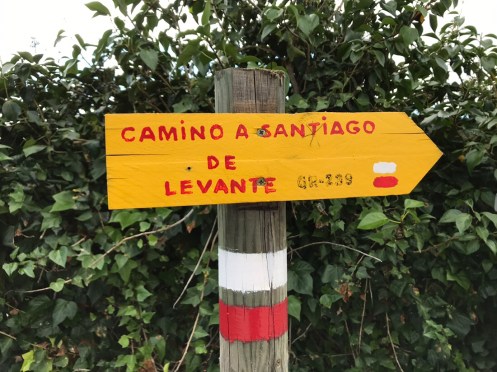 CAMINO A SANTIAGO
DE
LEVANTE GR-239